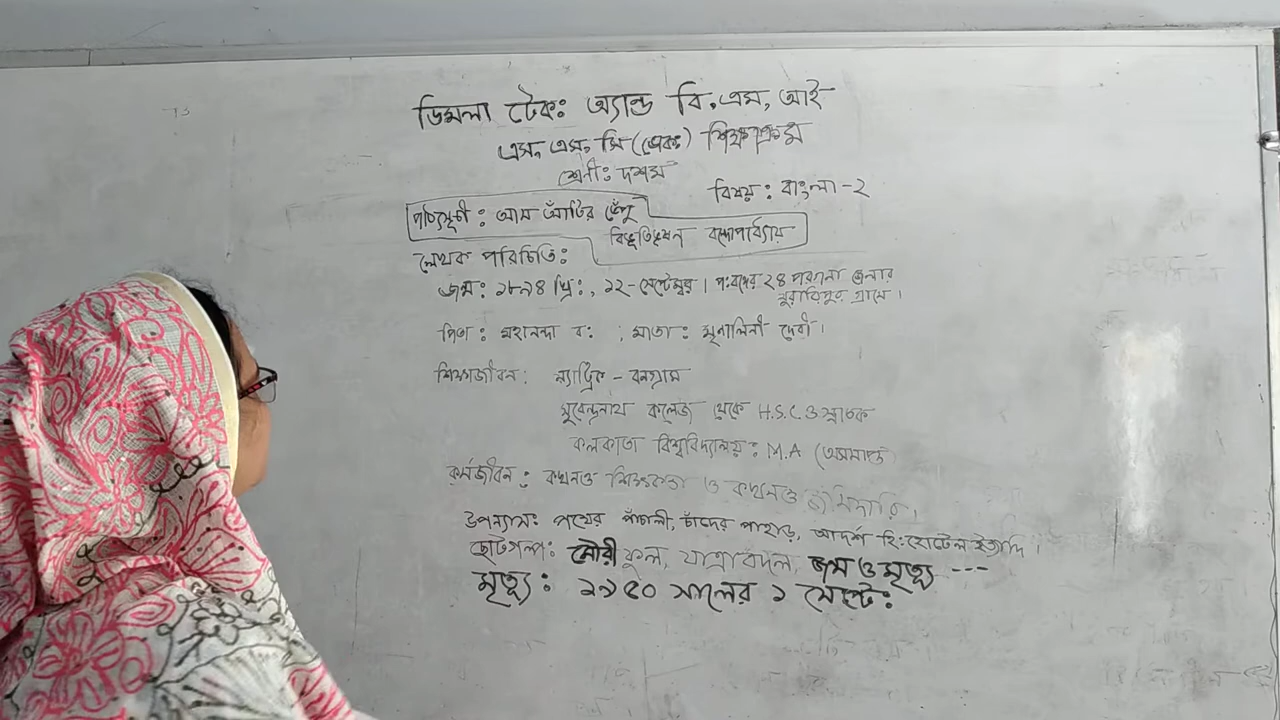 ডিমলা টেকঃ অ্যান্ড বি, এম, আই
এস, এস, সি (ভোকঃ) শিক্ষাক্রম
শ্রেনীঃ দশম
বিষয়ঃ বাংলা-২
পাঠ্যসূচীঃ আম আঁটির ভেঁপু
বিভূতিভূষন বন্দোপাধ্যায়
লেখক পরিচিতিঃ
জন্মঃ ১৮৯৪ খ্রিঃ, ১২-সেপ্টেম্বর। পঃবঙ্গের ২৪ পরগনা জেলার
মুরারিপুর গ্রামে।
পিতাঃ মহানন্দা বঃ ; মাতাঃ মৃণালিনী দেবী।
শিক্ষাজীবনঃ ম্যাট্রিক - বনগ্রাম
সুরেন্দ্রনাথ কলেজ থেকে H.S.C ও স্নাতক
কলকাতা বিশ্ববিদ্যালয়ঃ M.A (অসমাপ্ত
কর্মজীবনঃ কখনও শিক্ষকতা ও কখনও জমিদারি।
উপন্যাসঃ পথের পাঁচালী, চাঁদের পাহাড়, আদর্শ হিঃ হোটেল ইত্যাদি।
ছোটগল্পঃ মৌরী ফুল, যাত্রাবদল, জন্ম ও মৃত্যু ---
মৃত্যুঃ ১৯৫০ সালের ১ সেপ্টেঃ